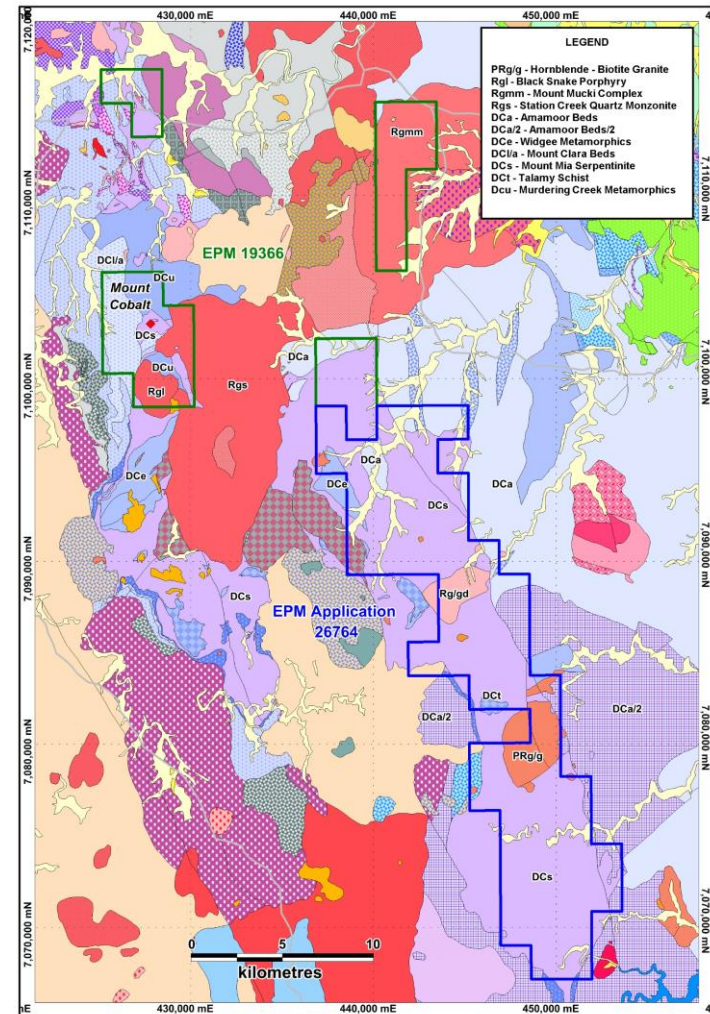 430,000 mE
440,000 mE
450,000 mE
7,120,000 mN
LEGEND
PRg/g - Hornblende - Biotite Granite
Rgl - Black Snake Porphyry
Rgmm - Mount Mucki Complex
Rgs - Station Creek Quartz Monzonite
DCa - Amamoor Beds
DCa/2 - Amamoor Beds/2
DCe - Widgee Metamorphics
DCl/a - Mount Clara Beds
DCs - Mount Mia Serpentinite
DCt - Talamy Schist
Dcu - Murdering Creek Metamorphics
Rgmm
7,110,000 mN
7,110,000 mN
EPM 19366
DCl/a
DCu
Mount
Cobalt
DCs
DCa
DCu
Rgl
Rgs
7,100,000 mN
7,100,000 mN
DCe
DCe
DCa
DCs
DCa
7,090,000 mN
7,090,000 mN
DCs
Rg/gd
EPM Application
26764
DCt
DCa/2
DCa/2
PRg/g
7,080,000 mN
7,080,000 mN
DCs
7,070,000 mN
7,070,000 mN
0 5 10
kilometres
430,000 mE
440,000 mE
450,000 mE